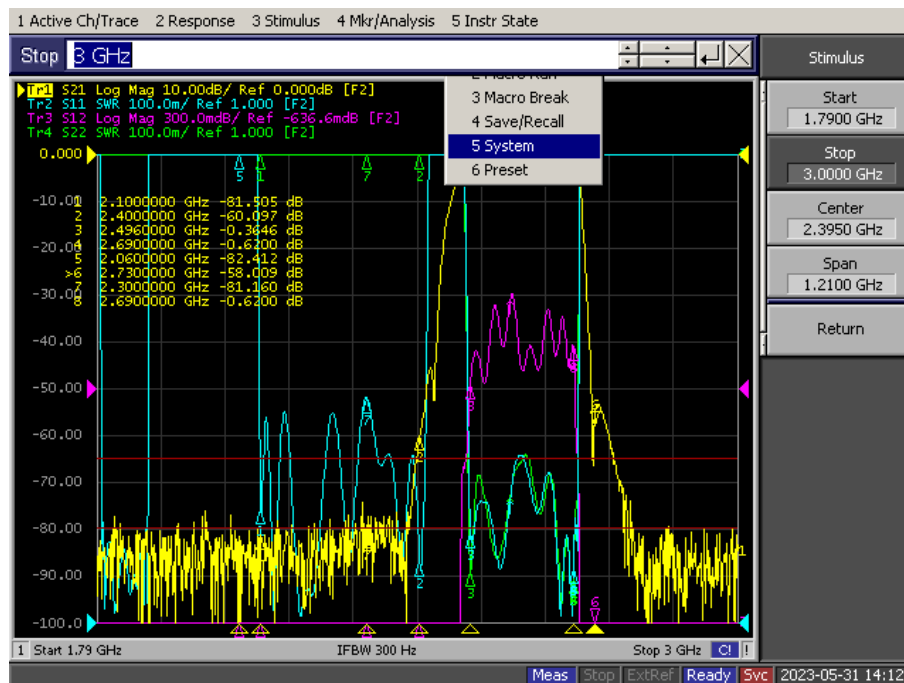 1 Active Ch/Trace 2 Response 3 Stimulus 4 Mkr/Analysis 5 Instr State
Stop 3 GHz
Tr1 S21 Log Mag 10.00dB/ Ref 0.000dB [F2]
Tr2 S11 SWR 100.0m/ Ref 1.000 [F2]
Tr3 S12 Log Mag 300.0mdB/ Ref -636.6mdB [F2]
Tr4 S22 SWR 100.0m/ Ref 1.000 [F2]
3 Macro Break
4 Save/Recall
5 System
6 Preset
0.000
-10.00
-20.00
-30.00
-40.00
-50.00
-60.00
-70.00
-80.00
-90.00
-100.0
1 2.1000000 GHz -81.505 dB
2 2.4000000 GHz -60.097 dB
3 2.4960000 GHz -0.3646 dB
4 2.6900000 GHz -0.6200 dB
5 2.0600000 GHz -82.412 dB
>6 2.7300000 GHz -58.009 dB
7 2.3000000 GHz -81.160 dB
8 2.6900000 GHz -0.6200 dB
5 1 7 2
2 3 6
1
1 Start 1.79 GHz IFBW 300 Hz Stop 3 GHz C! !
Meas Stop ExtRef Ready Svc 2023-05-31 14:12
Stimulus
Start
1.7900 GHz
Stop
3.0000 GHz
Center
2.3950 GHz
Span
1.2100 GHz
Return